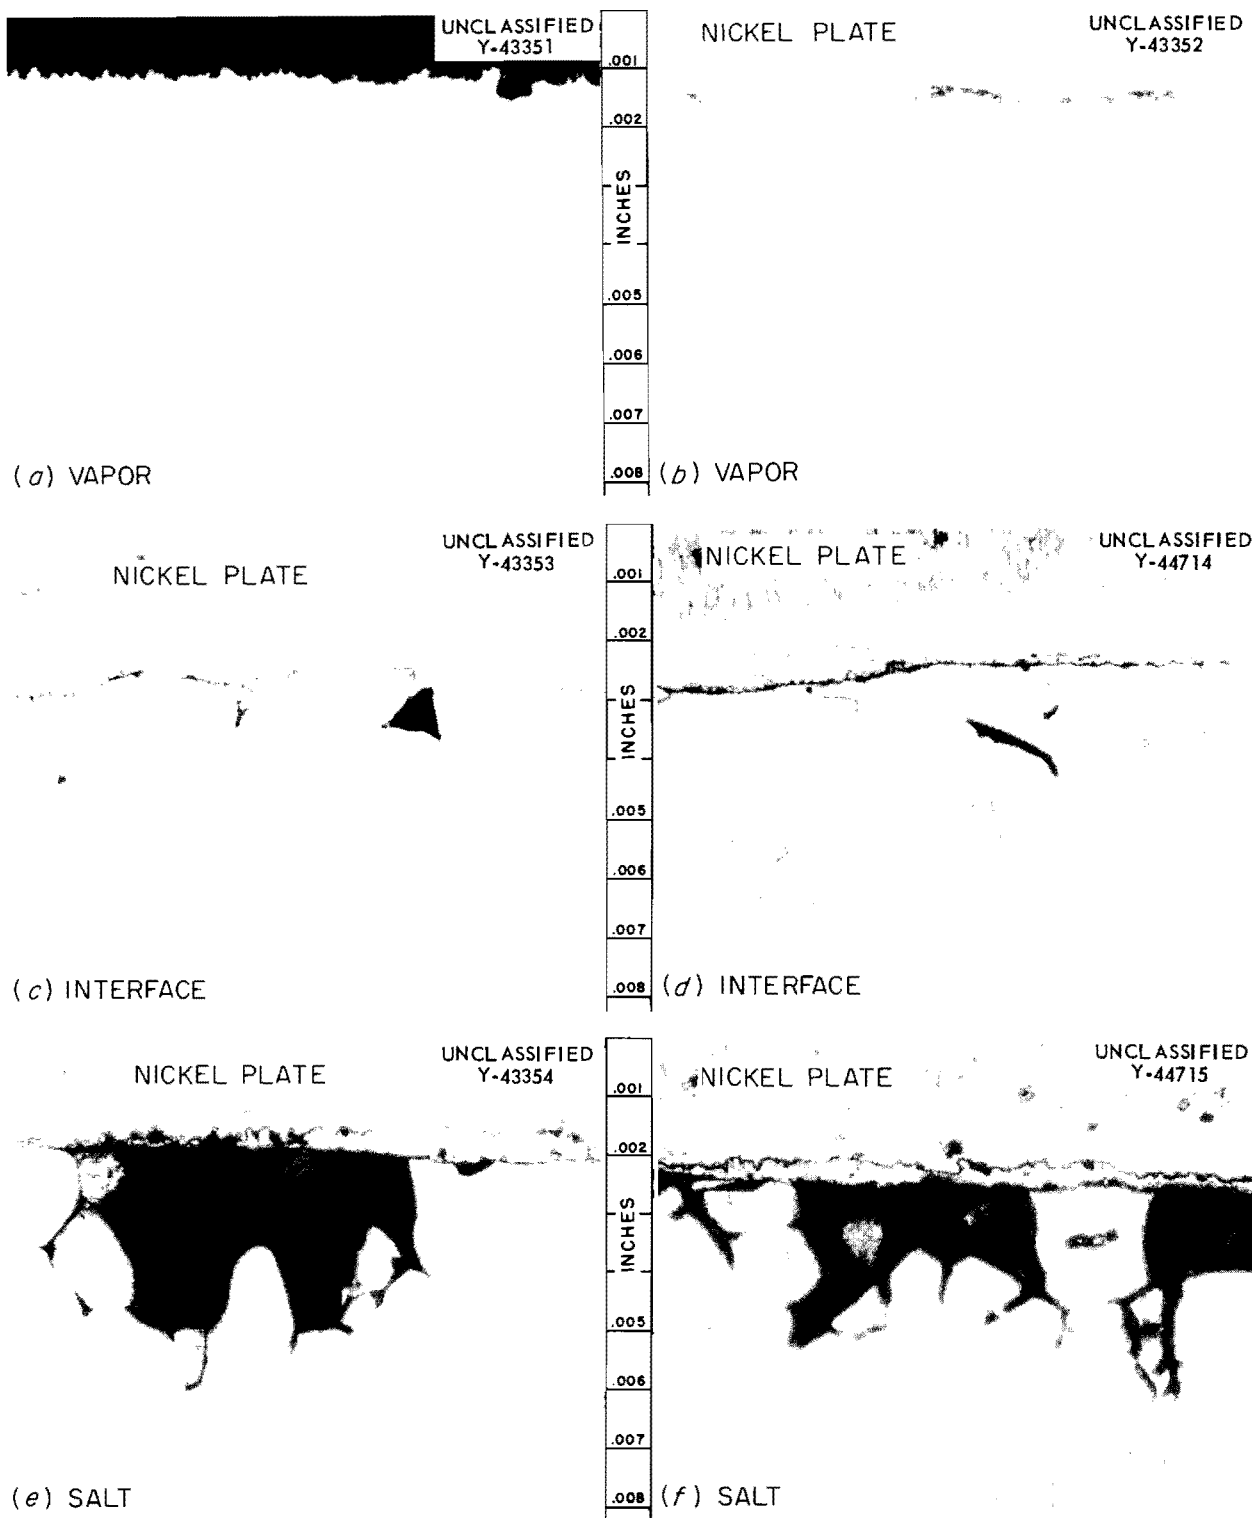 UNCLASSIFIED
Y-43351
.001
.002
INCHES
.005
.006
.007
.008
(a) VAPOR
NICKEL PLATE
UNCLASSIFIED
Y-43352
(b) VAPOR
NICKEL PLATE
UNCLASSIFIED
Y-43353
.001
.002
INCHES
.005
.006
.007
.008
(c) INTERFACE
NICKEL PLATE
UNCLASSIFIED
Y-44714
(d) INTERFACE
NICKEL PLATE
UNCLASSIFIED
Y-43354
.001
.002
INCHES
.005
.006
.007
.008
(e) SALT
NICKEL PLATE
UNCLASSIFIED
Y-44715
(f) SALT